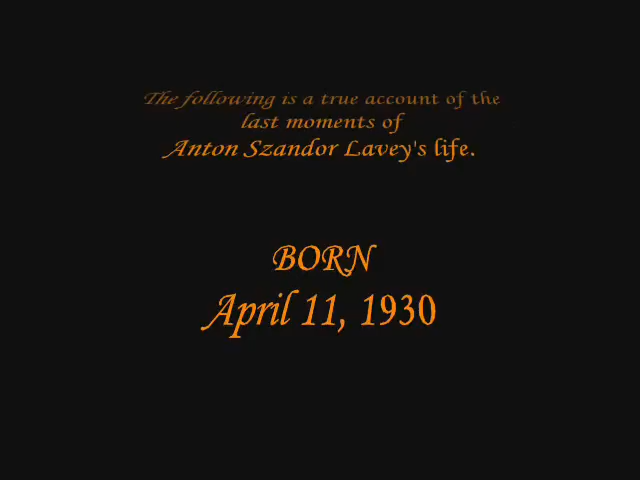 The following is a true account of the
last moments of
Anton Szandor Lavey's life.
BORN
April 11, 1930